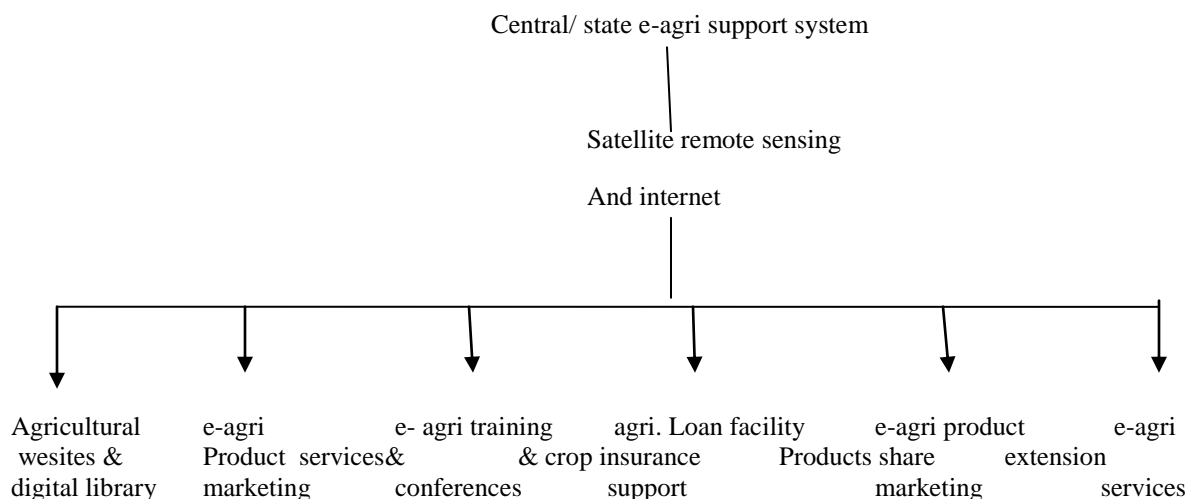 Central/ state e-agri support system
Satellite remote sensing
And internet
Agricultural e-agri e- agri training agri. Loan facility e-agri product e-agri
wesites & Product services& & crop insurance Products share extension
digital library marketing conferences support marketing services